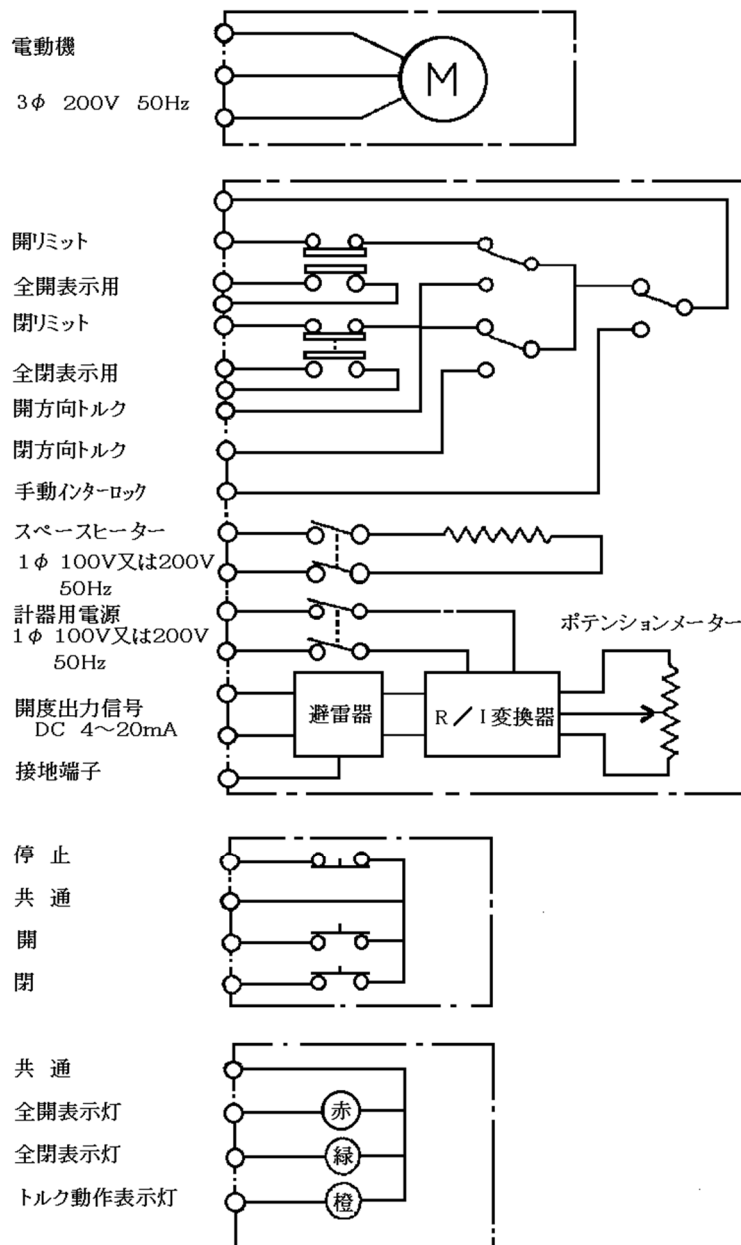 電動機
M
3φ 200V 50Hz
開リミット
全開表示用
閉リミット
全閉表示用
開方向トルク
閉方向トルク
手動インターロック
スペースヒーター
1φ 100V又は200V
50Hz
計器用電源
1φ 100V又は200V
50Hz
ポテンションメーター
開度出力信号
DC 4～20mA
避雷器
R／I変換器
接地端子
停止
共通
開
閉
共通
全開表示灯
赤
全閉表示灯
緑
トルク動作表示灯
橙